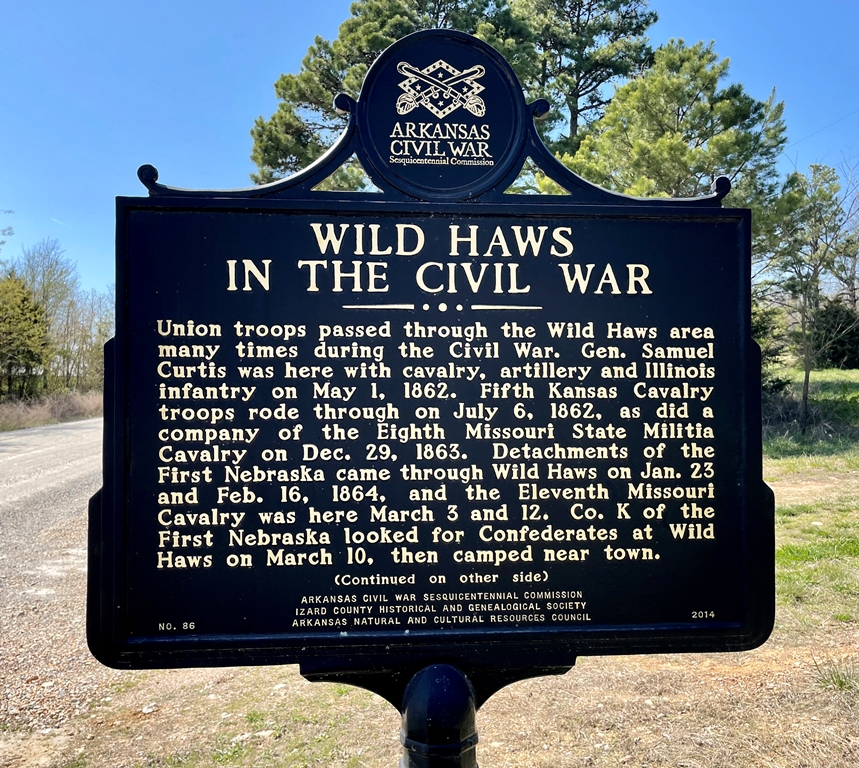 ARKANSAS
CIVIL WAR
Sesquicentennial Commission
WILD HAWS
IN THE CIVIL WAR
Union troops passed through the Wild Haws area
many times during the Civil War. Gen. Samuel
Curtis was here with cavalry, artillery and Illinois
infantry on May 1, 1862. Fifth Kansas Cavalry
troops rode through on July 6, 1862, as did a
company of the Eighth Missouri State Militia
Cavalry on Dec. 29, 1863. Detachments of the
First Nebraska came through Wild Haws on Jan. 23
and Feb. 16, 1864, and the Eleventh Missouri
Cavalry was here March 3 and 12. Co. K of the
First Nebraska looked for Confederates at Wild
Haws on March 10, then camped near town.
(Continued on other side)
ARKANSAS CIVIL WAR SESQUICENTENNIAL COMMISSION
IZARD COUNTY HISTORICAL AND GENEALOGICAL SOCIETY
ARKANSAS NATURAL AND CULTURAL RESOURCES COUNCIL
NO. 86 2014